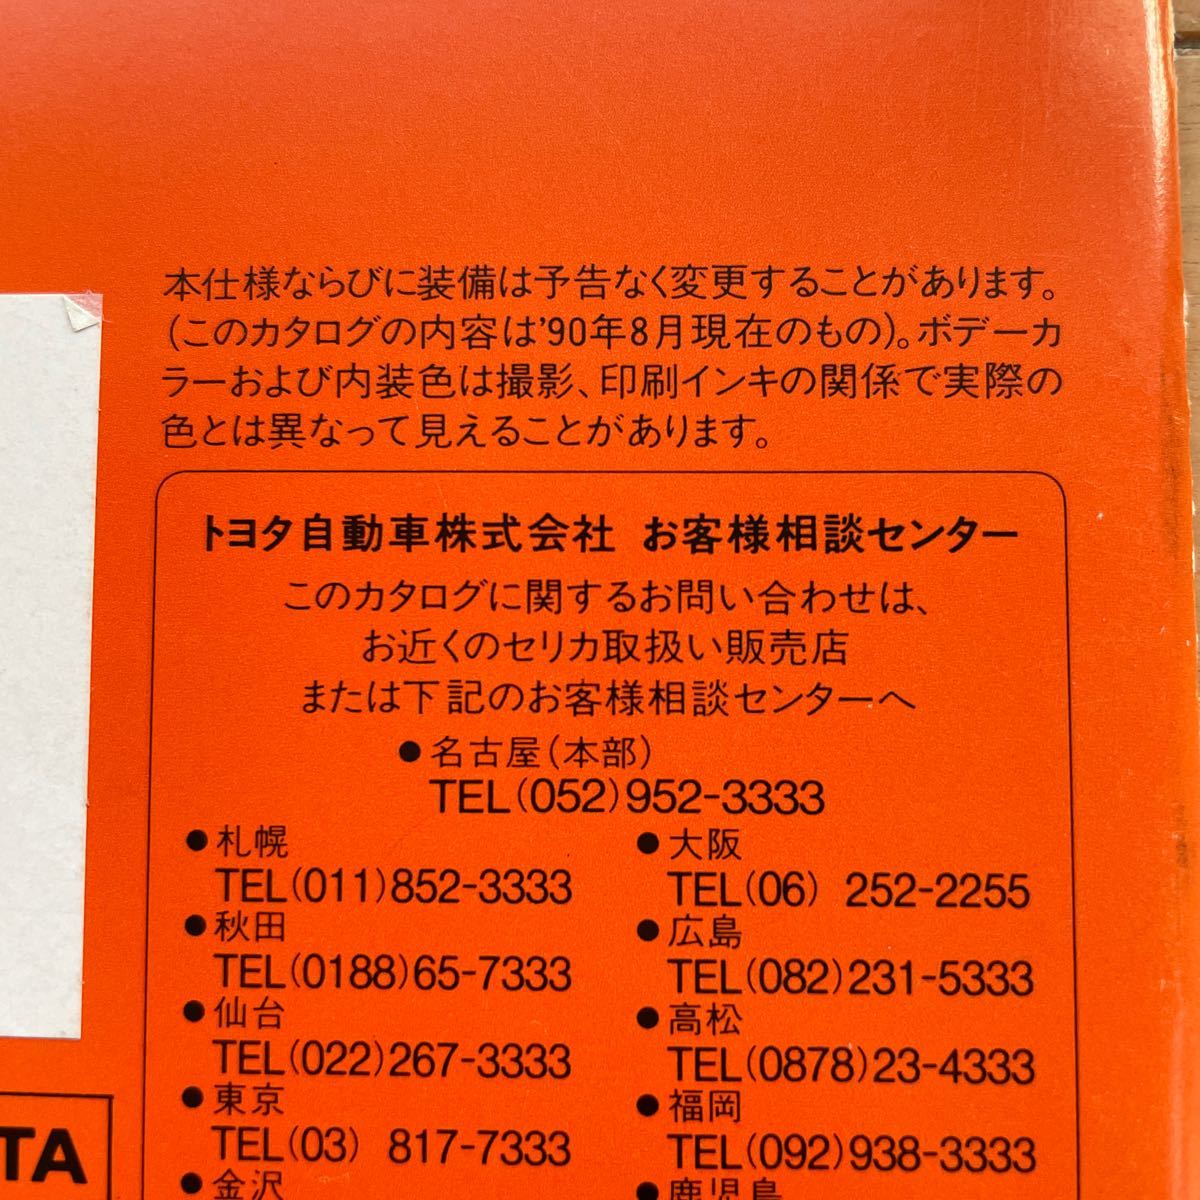 本仕様ならびに装備は予告なく変更することがあります。
(このカタログの内容は'90年8月現在のもの)。ボデーカ
ラーおよび内装色は撮影、印刷インキの関係で実際の
色とは異なって見えることがあります。
トヨタ自動車株式会社 お客様相談センター
このカタログに関するお問い合わせは、
お近くのセリカ取扱い販売店
または下記のお客様相談センターへ
●名古屋(本部)
TEL(052)952-3333
●札幌
TEL(011)852-3333
●秋田
TEL(0188)65-7333
●仙台
TEL(022)267-3333
●東京
TEL(03) 817-7333
●金沢
●大阪
TEL(06) 252-2255
●広島
TEL(082)231-5333
●高松
TEL(0878)23-4333
●福岡
TEL(092)938-3333
●鹿児島
TA